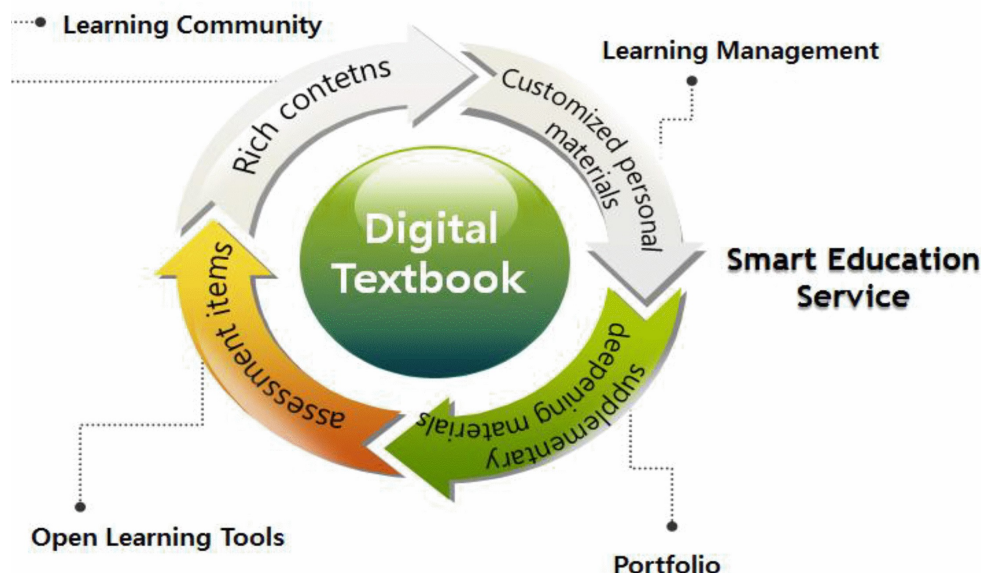 Learning Community
Learning Management
Rich contetns
Customized personal
materials
Digital
Textbook
Smart Education
Service
assessment items
supplementary
deepening materials
Open Learning Tools
Portfolio